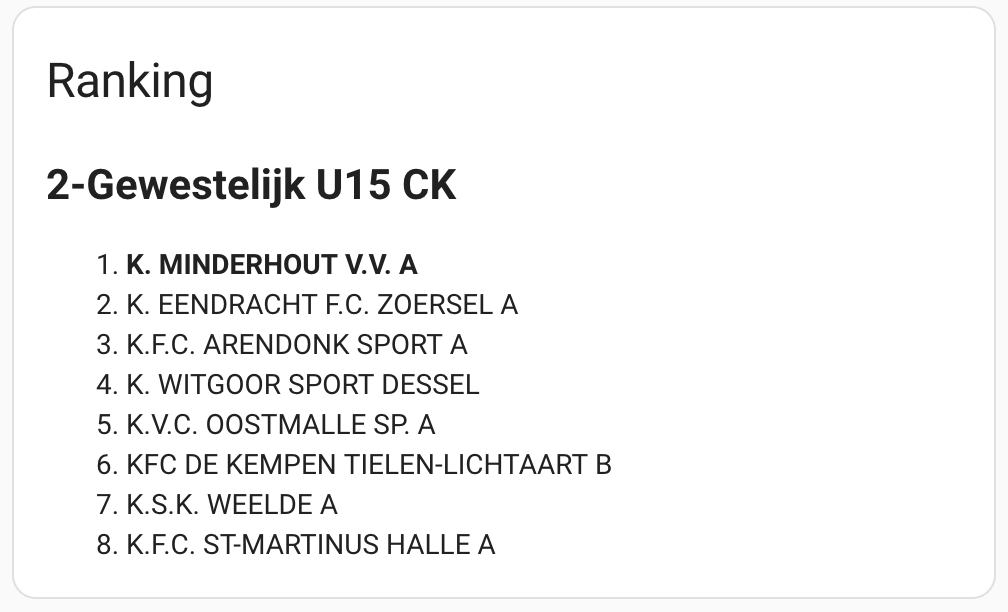 Ranking
2-Gewestelijk U15 CK
1. K. MINDERHOUT V.V. A
2. K. EENDRACHT F.C. ZOERSEL A
3. K.F.C. ARENDONK SPORT A
4. K. WITGOOR SPORT DESSEL
5. K.V.C. OOSTMALLE SP. A
6. KFC DE KEMPEN TIELEN-LICHTAART B
7. K.S.K. WEELDE A
8. K.F.C. ST-MARTINUS HALLE A